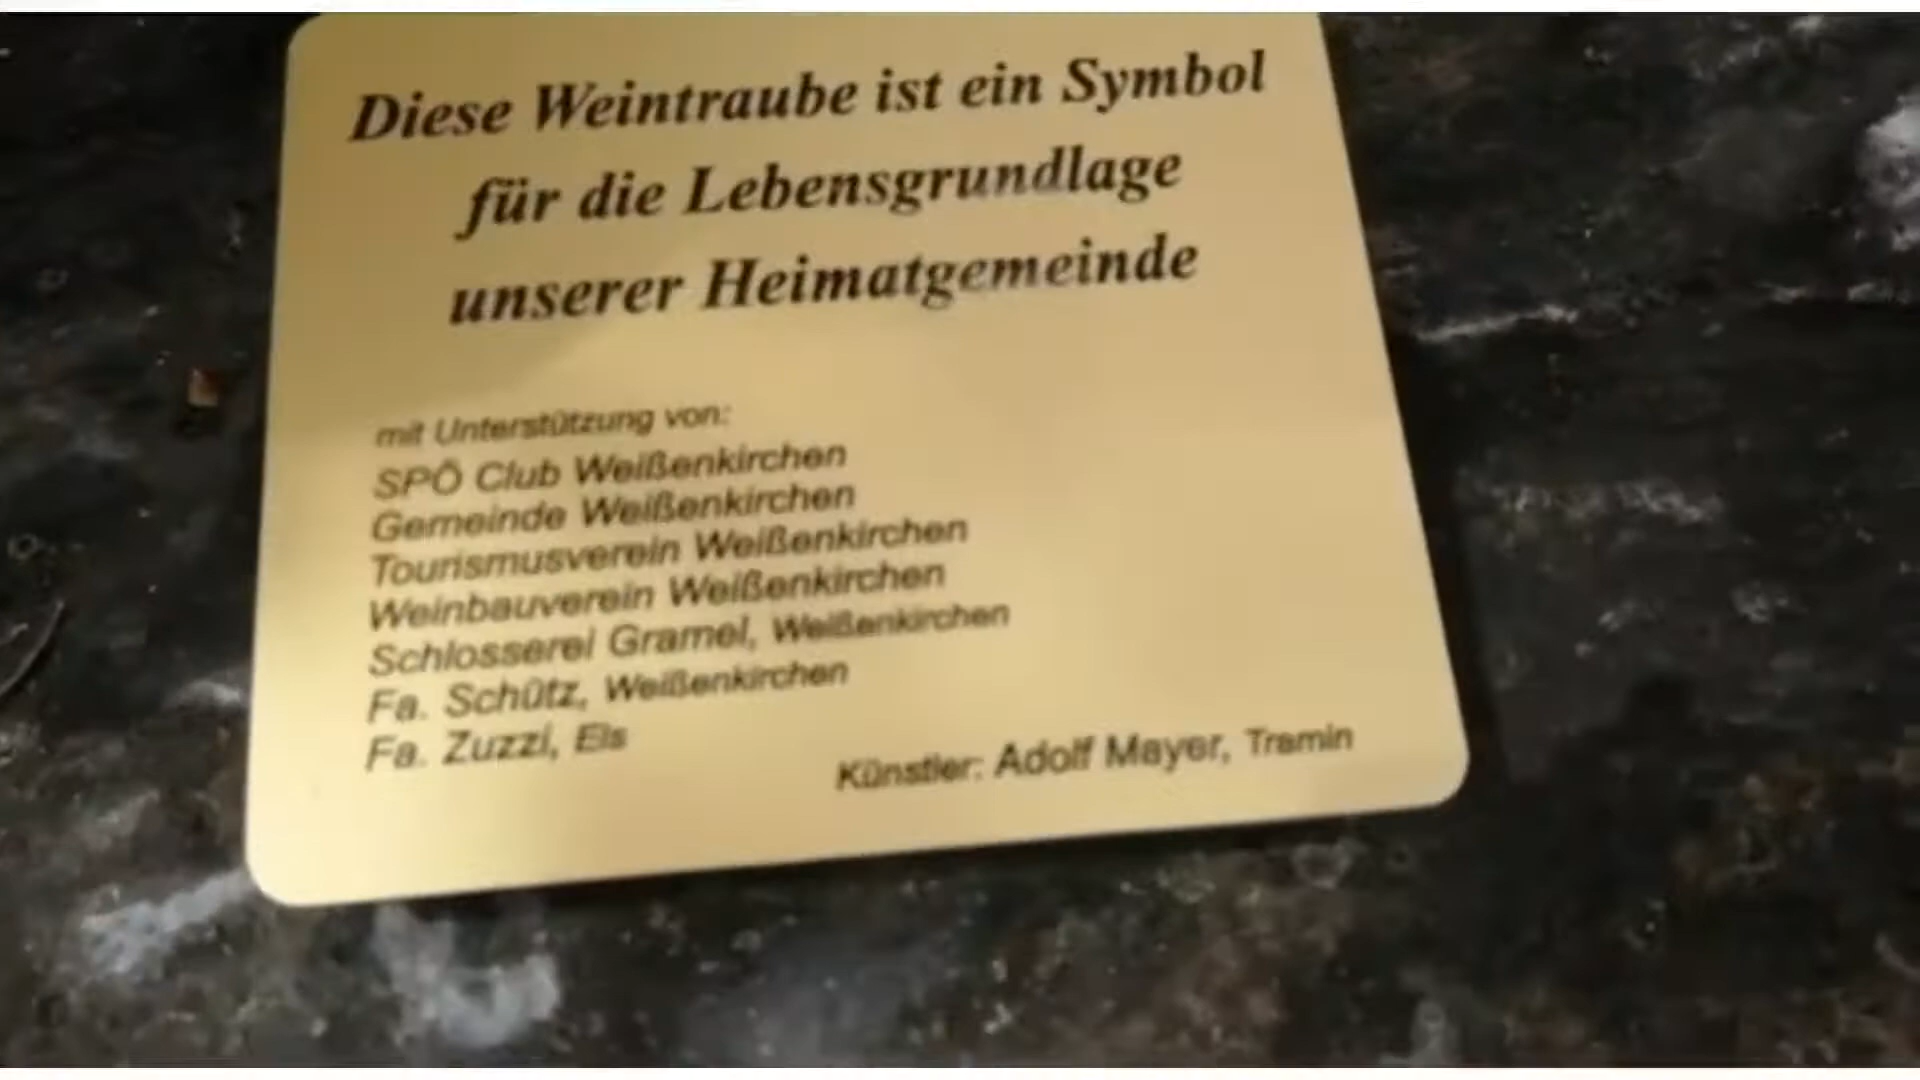 Diese Weintraube ist ein Symbol
für die Lebensgrundlage
unserer Heimatgemeinde
mit Unterstützung von:
SPÖ Club Weißenkirchen
Gemeinde Weißenkirchen
Tourismusverein Weißenkirchen
Weinbauverein Weißenkirchen
Schlosserei Gramel, Weißenkirchen
Fa. Schütz, Weißenkirchen
Fa. Zuzzi, Els
Künstler: Adolf Mayer, Tramin